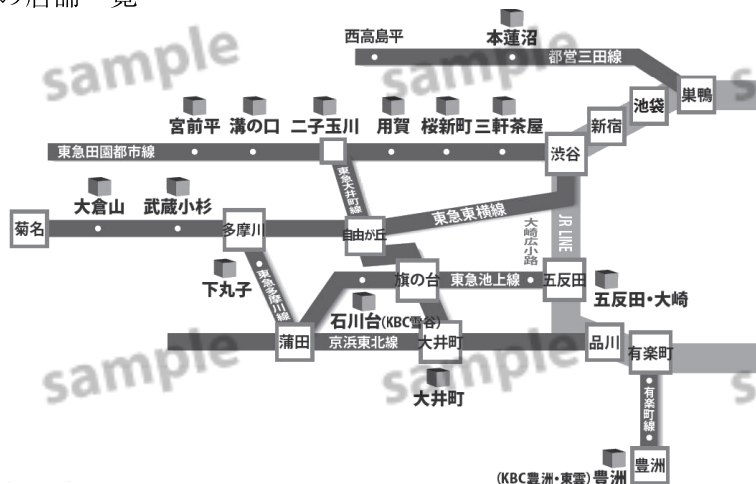 の店舗一覧
sample
sample
s
西高島平
本蓮沼
都営三田線
巣鴨
池袋
新宿
渋谷
宮前平
溝の口
二子玉川
用賀
桜新町
三軒茶屋
東急田園都市線
東急大井町線
大倉山
武蔵小杉
菊名
多摩川
自由が丘
東急東横線
大崎広小路
JR LINE
下丸子
東急多摩川線
旗の台
東急池上線
五反田
五反田・大崎
石川台(KBC雪谷)
蒲田
京浜東北線
大井町
品川
有楽町
sample
sample
s
大井町
有楽町線
豊洲
(KBC豊洲・東雲)豊洲